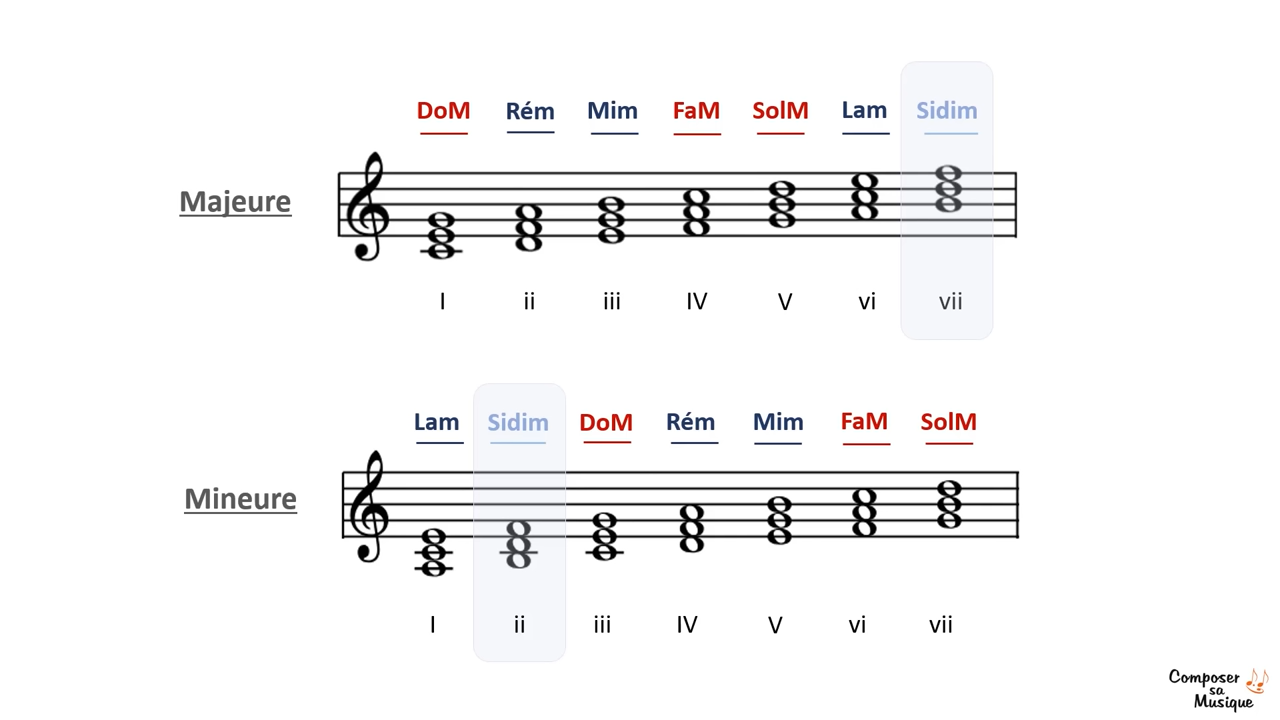 DoM Rém Mim FaM SolM Lam Sidim
Majeure
I ii iii IV V vi vii
Lam Sidim DoM Rém Mim FaM SolM
Mineure
I ii iii IV V vi vii
Composer
sa
Musique